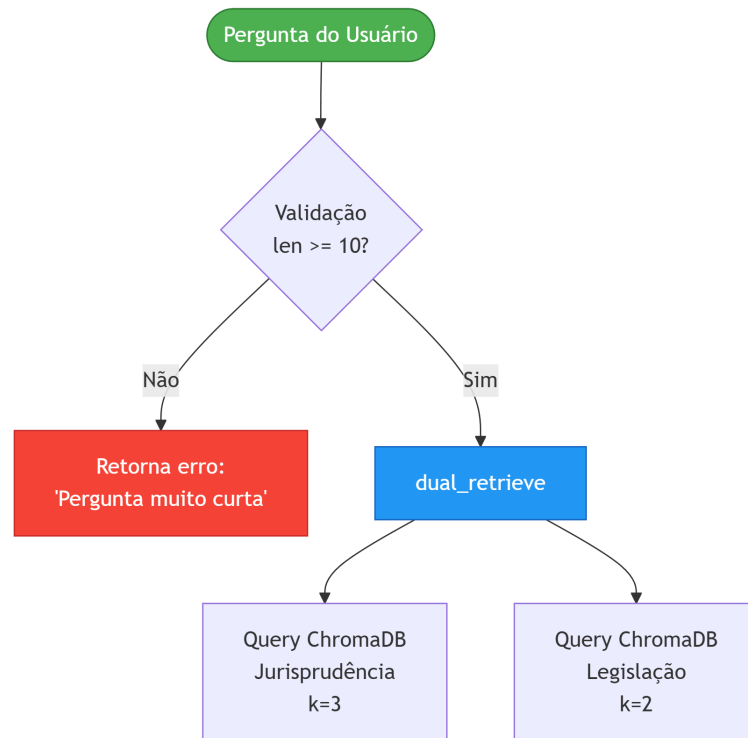 Pergunta do Usuário
Validação
len >= 10?
Não
Sim
Retorna erro:
'Pergunta muito curta'
dual_retrieve
Query ChromaDB
Jurisprudência
k=3
Query ChromaDB
Legislação
k=2